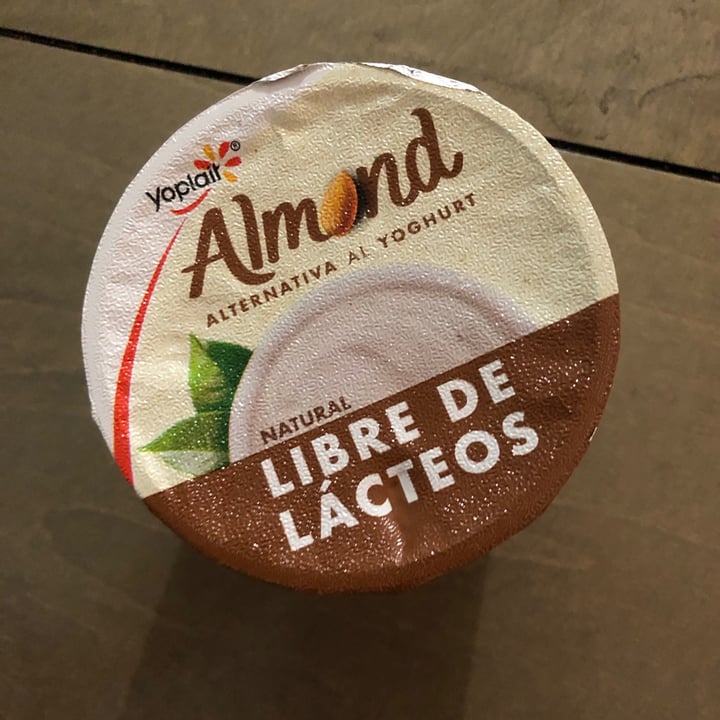 Yoplait®
Almond
ALTERNATIVA AL YOGHURT
NATURAL
LIBRE DE
LÁCTEOS